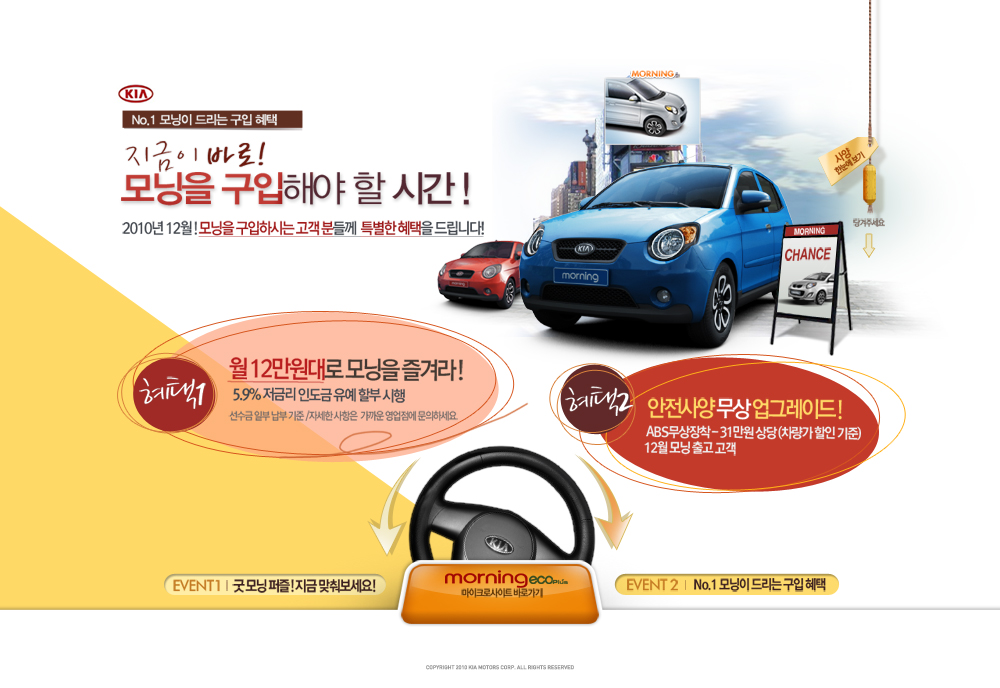 KIA
No.1 모닝이 드리는 구입 혜택
지금이 바로!
모닝을 구입해야 할 시간!
2010년 12월! 모닝을 구입하시는 고객 분들께 특별한 혜택을 드립니다!
MORNING
사양
한눈에 보기
당겨주세요
KIA
morning
MORNING
CHANCE
혜택1
월 12만원대로 모닝을 즐겨라!
5.9% 저금리 인도금 유예 할부 시행
선수금 일부 납부 기준 / 자세한 사항은 가까운 영업점에 문의하세요.
혜택2
안전사양 무상 업그레이드!
ABS무상장착 - 31만원 상당 (차량가 할인 기준)
12월 모닝 출고 고객
KIA
EVENT 1 | 굿 모닝 퍼즐! 지금 맞춰보세요!
morning eco Plus
마이크로사이트 바로가기
EVENT 2 | No.1 모닝이 드리는 구입 혜택
COPYRIGHT 2010 KIA MOTORS CORP. ALL RIGHTS RESERVED